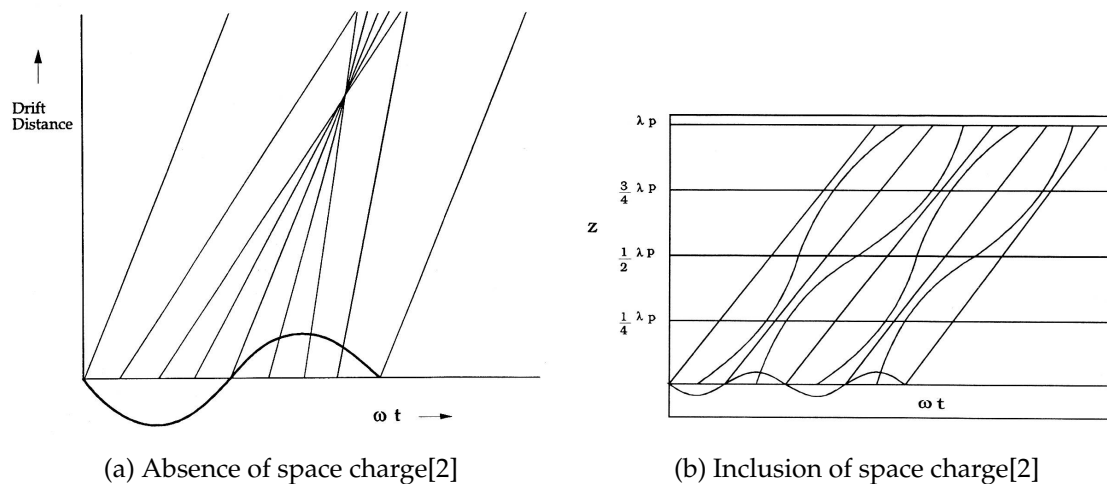 Drift
Distance
ω t
(a) Absence of space charge[2]
λ p
3/4 λ p
z
1/2 λ p
1/4 λ p
ω t
(b) Inclusion of space charge[2]